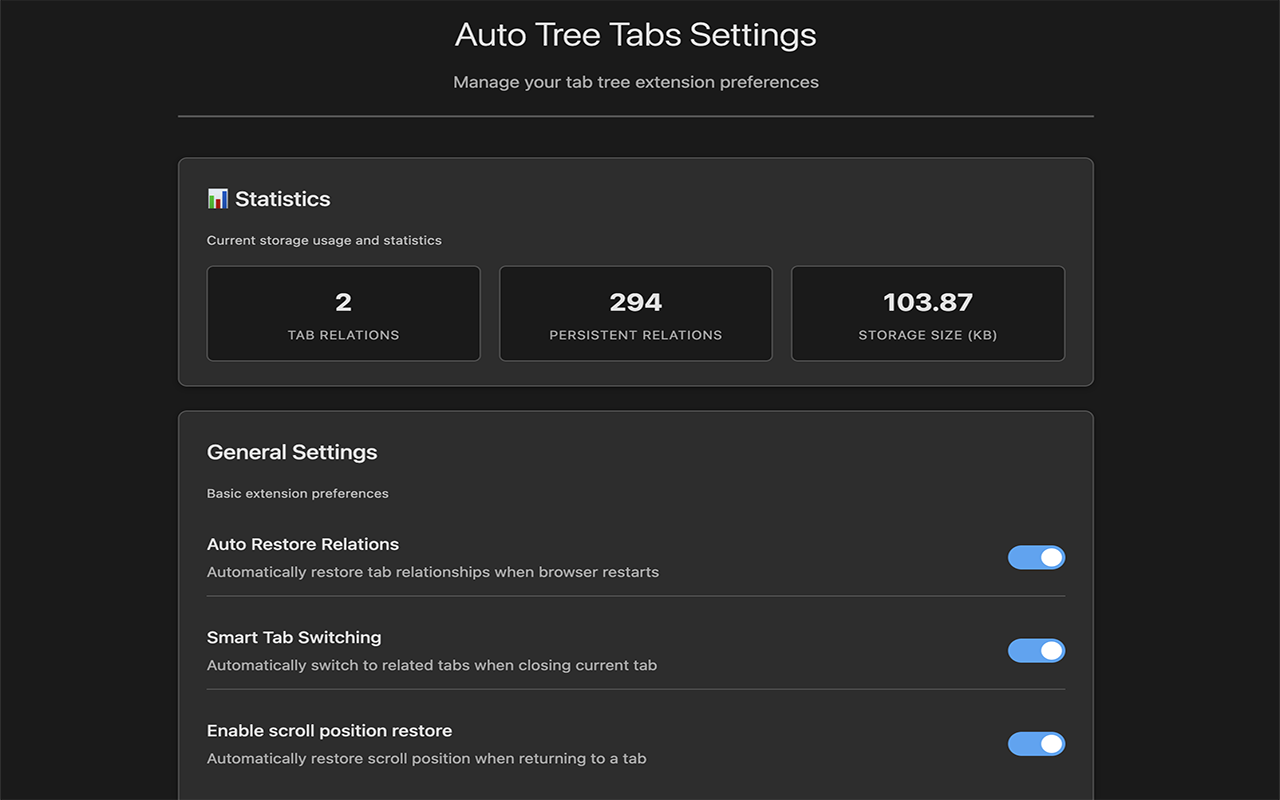 Auto Tree Tabs Settings
Manage your tab tree extension preferences
Statistics
Current storage usage and statistics
2
TAB RELATIONS
294
PERSISTENT RELATIONS
103.87
STORAGE SIZE (KB)
General Settings
Basic extension preferences
Auto Restore Relations
Automatically restore tab relationships when browser restarts
Smart Tab Switching
Automatically switch to related tabs when closing current tab
Enable scroll position restore
Automatically restore scroll position when returning to a tab